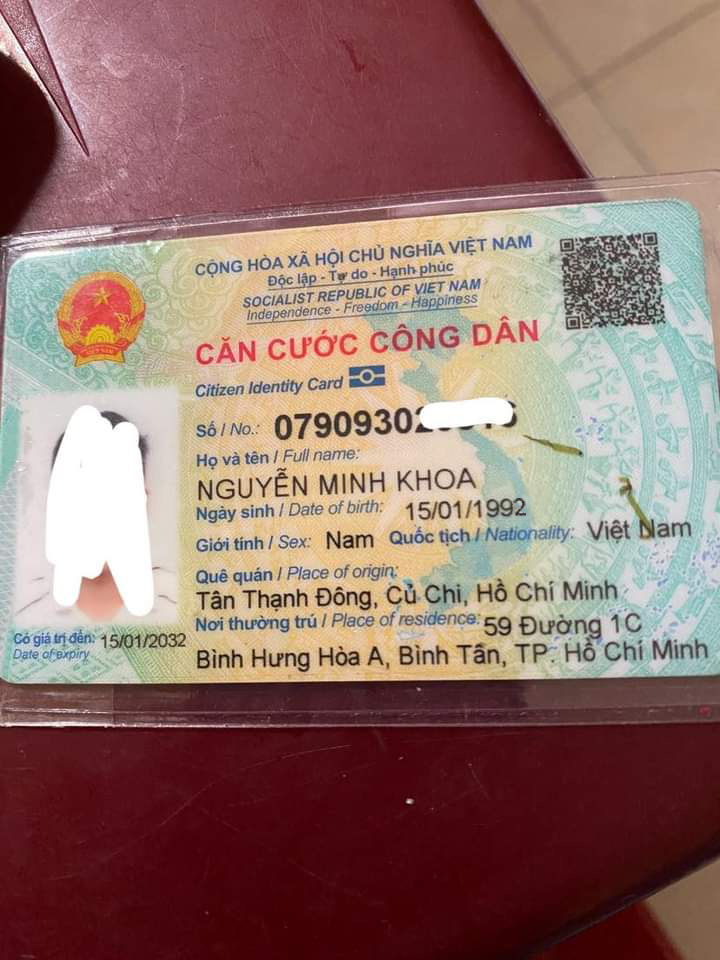 CỘNG HÒA XÃ HỘI CHỦ NGHĨA VIỆT NAM
Độc lập - Tự do - Hạnh phúc
SOCIALIST REPUBLIC OF VIET NAM
Independence - Freedom - Happiness
CĂN CƯỚC CÔNG DÂN
Citizen Identity Card
Số / No.:
Họ và tên / Full name:
NGUYỄN MINH KHOA
Ngày sinh / Date of birth: 15/01/1992
Giới tính / Sex: Nam Quốc tịch / Nationality: Việt Nam
Quê quán / Place of origin:
Tân Thạnh Đông, Củ Chi, Hồ Chí Minh
Nơi thường trú / Place of residence: 59 Đường 1C
Bình Hưng Hòa A, Bình Tân, TP. Hồ Chí Minh
Có giá trị đến: 15/01/2032
Date of expiry
VIỆT NAM